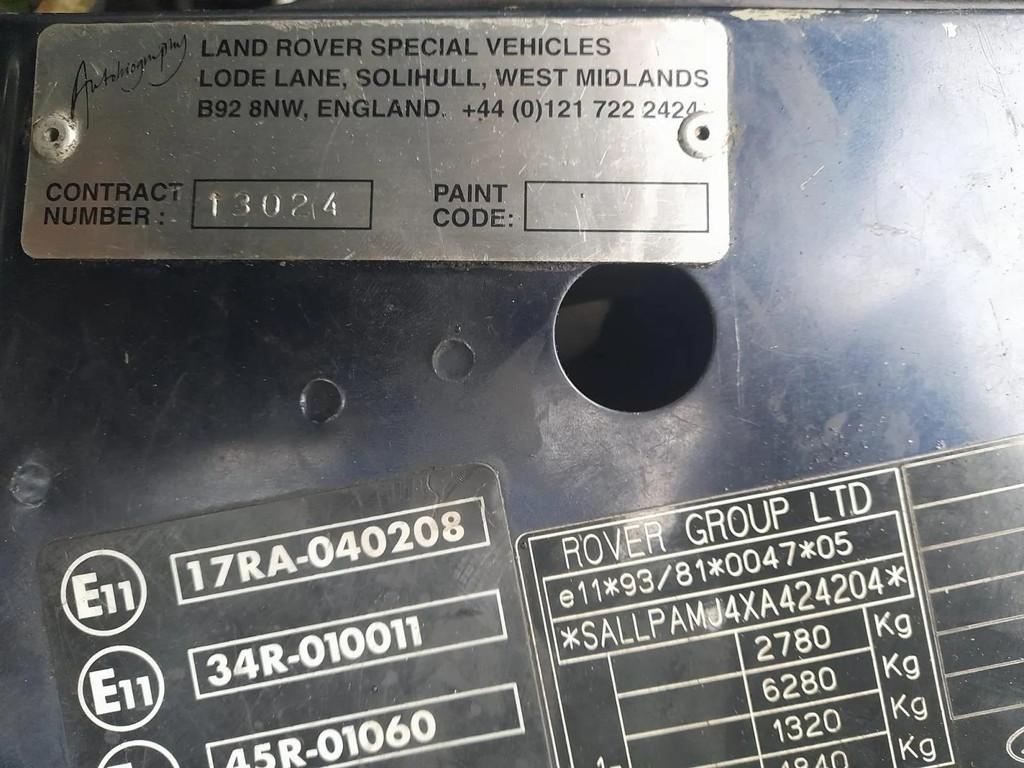 Autobiography
LAND ROVER SPECIAL VEHICLES
LODE LANE, SOLIHULL, WEST MIDLANDS
B92 8NW, ENGLAND. +44 (0)121 722 2424
CONTRACT NUMBER : 13024
PAINT CODE:
E11 17RA-040208
E11 34R-010011
45R-01060
ROVER GROUP LTD
e11*93/81*0047*05
*SALLPAMJ4XA424204*
2780 Kg
6280 Kg
1320 Kg
1- 1840 Kg